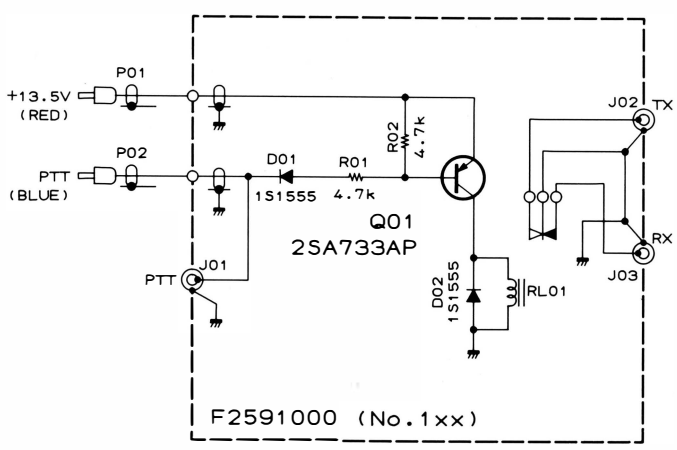 P01
+13.5V
(RED)
J02 TX
R02
4.7k
P02
PTT
(BLUE)
D01
1S1555
R01
4.7k
Q01
2SA733AP
RX
J03
J01
PTT
D02
1S1555
RL01
F2591000 (No.1xx)